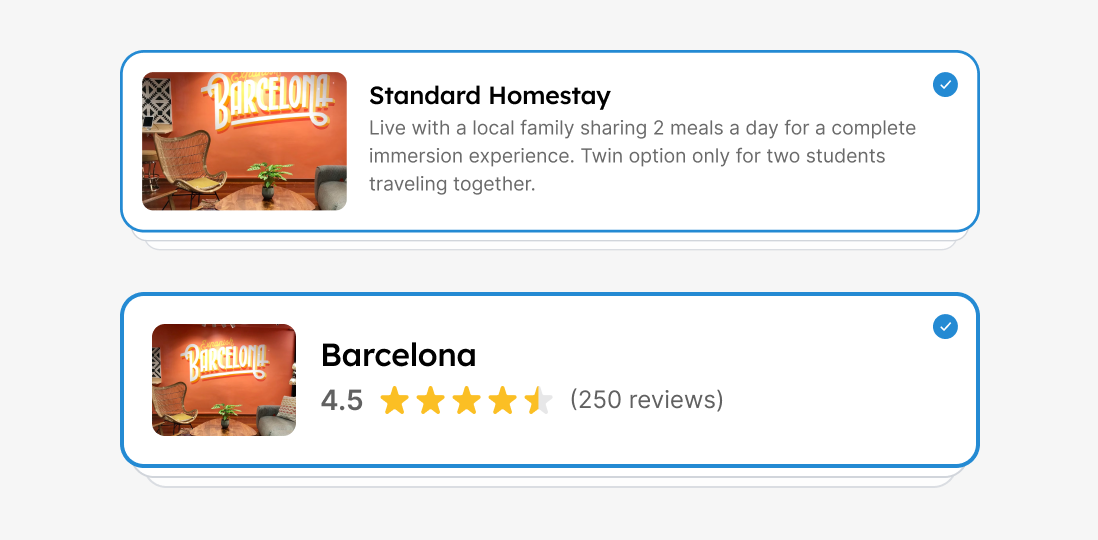 BARCELONA
Standard Homestay
Live with a local family sharing 2 meals a day for a complete
immersion experience. Twin option only for two students
traveling together.
BARCELONA
Barcelona
4.5 (250 reviews)